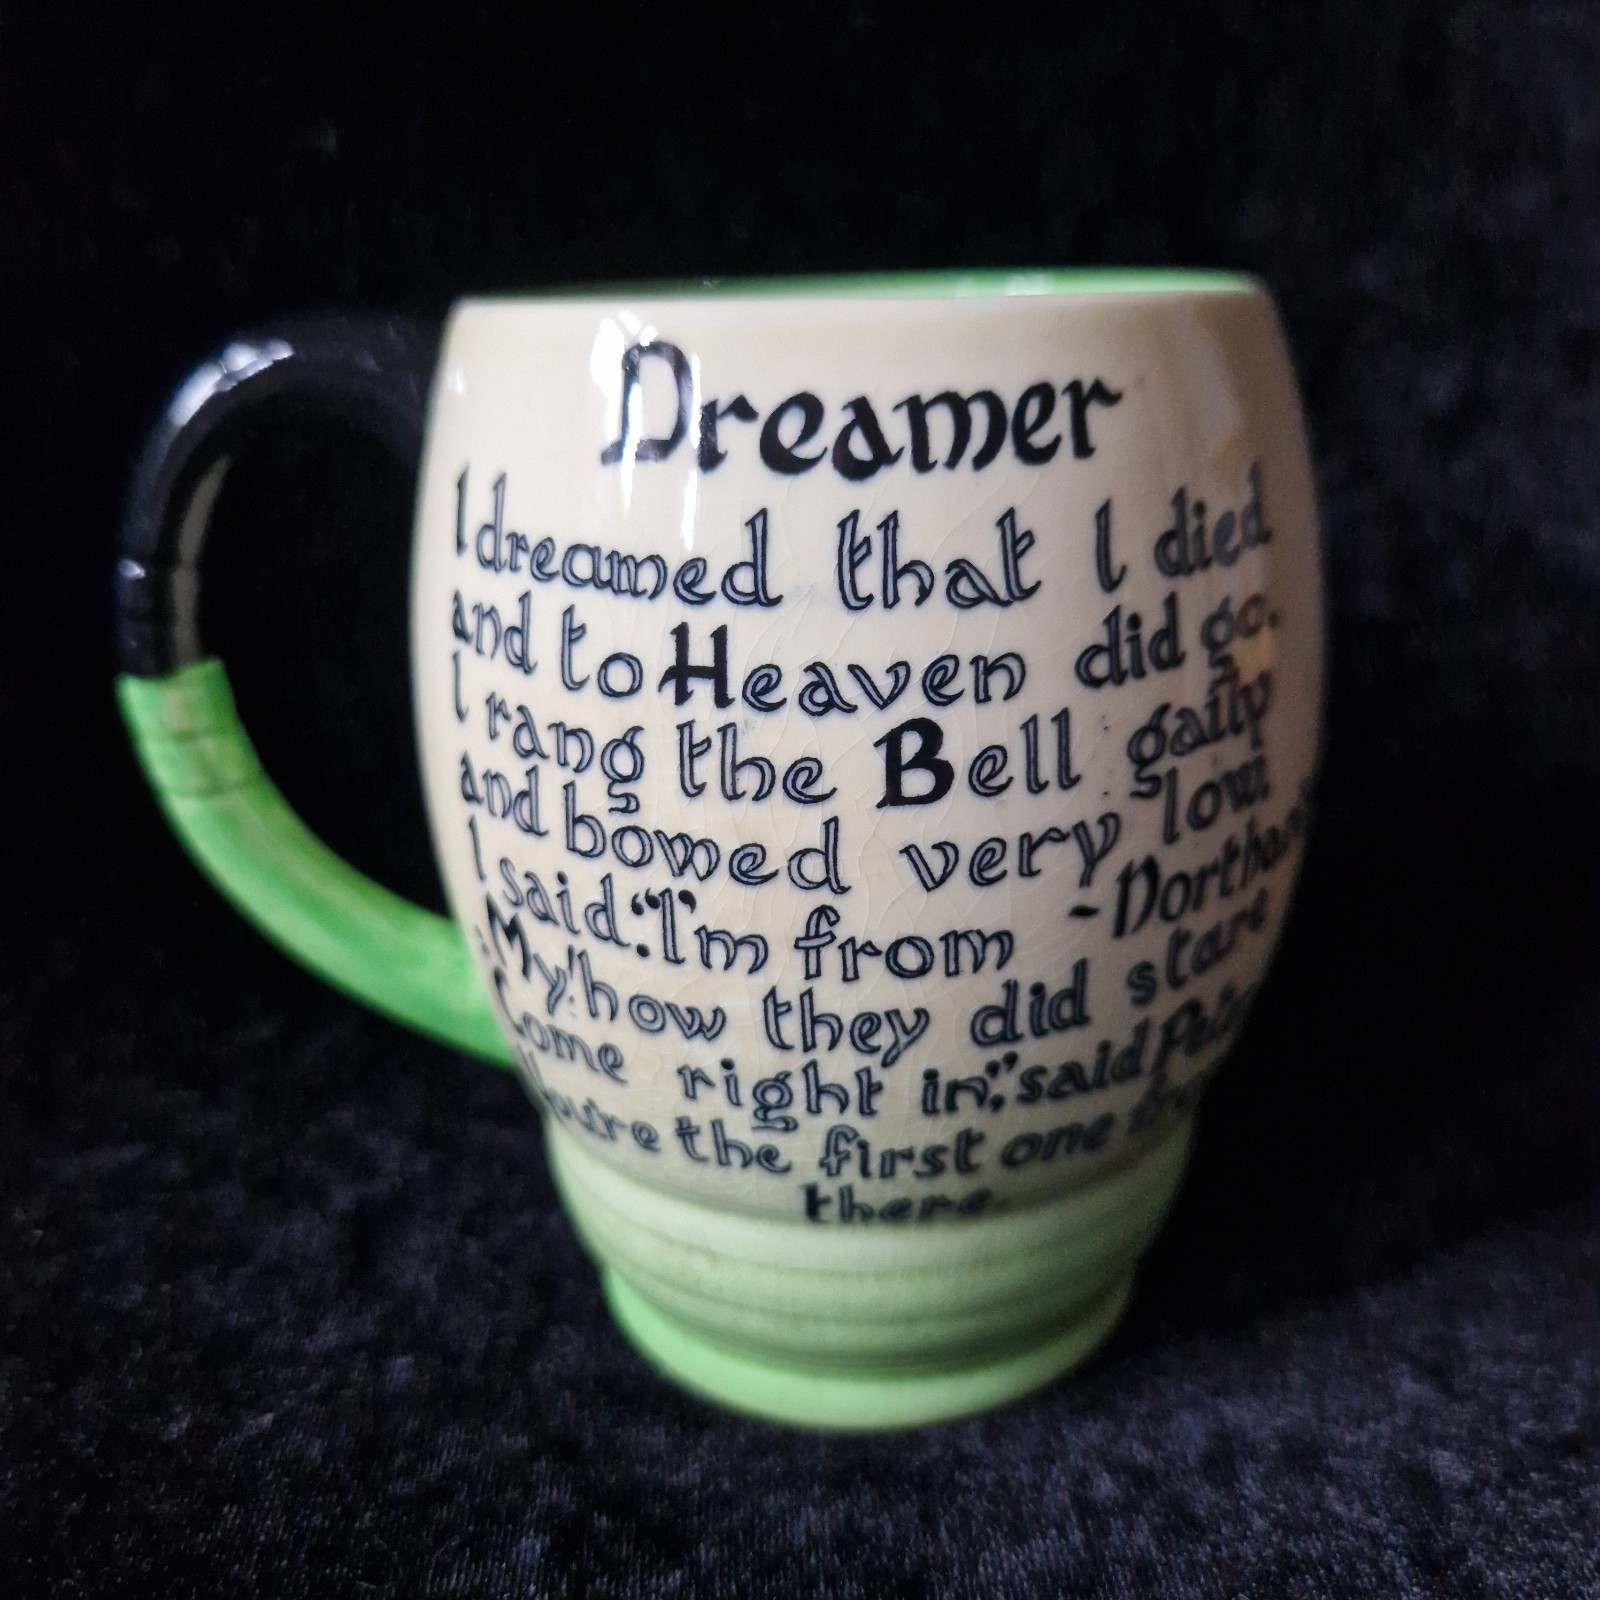 Dreamer
I dreamed that I died
and to Heaven did go.
I rang the Bell gaily
and bowed very low.
I said: "I'm from -
My! how they did stare
Come right in", said
You're the first one
there.